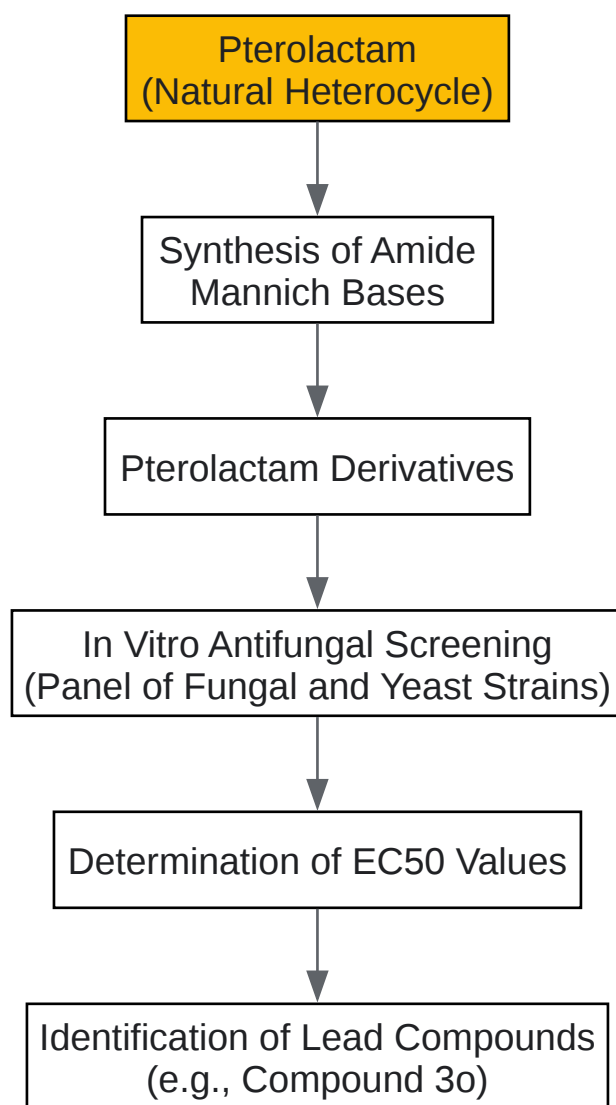 Pterolactam
(Natural Heterocycle)
Synthesis of Amide
Mannich Bases
Pterolactam Derivatives
In Vitro Antifungal Screening
(Panel of Fungal and Yeast Strains)
Determination of EC50 Values
Identification of Lead Compounds
(e.g., Compound 3o)